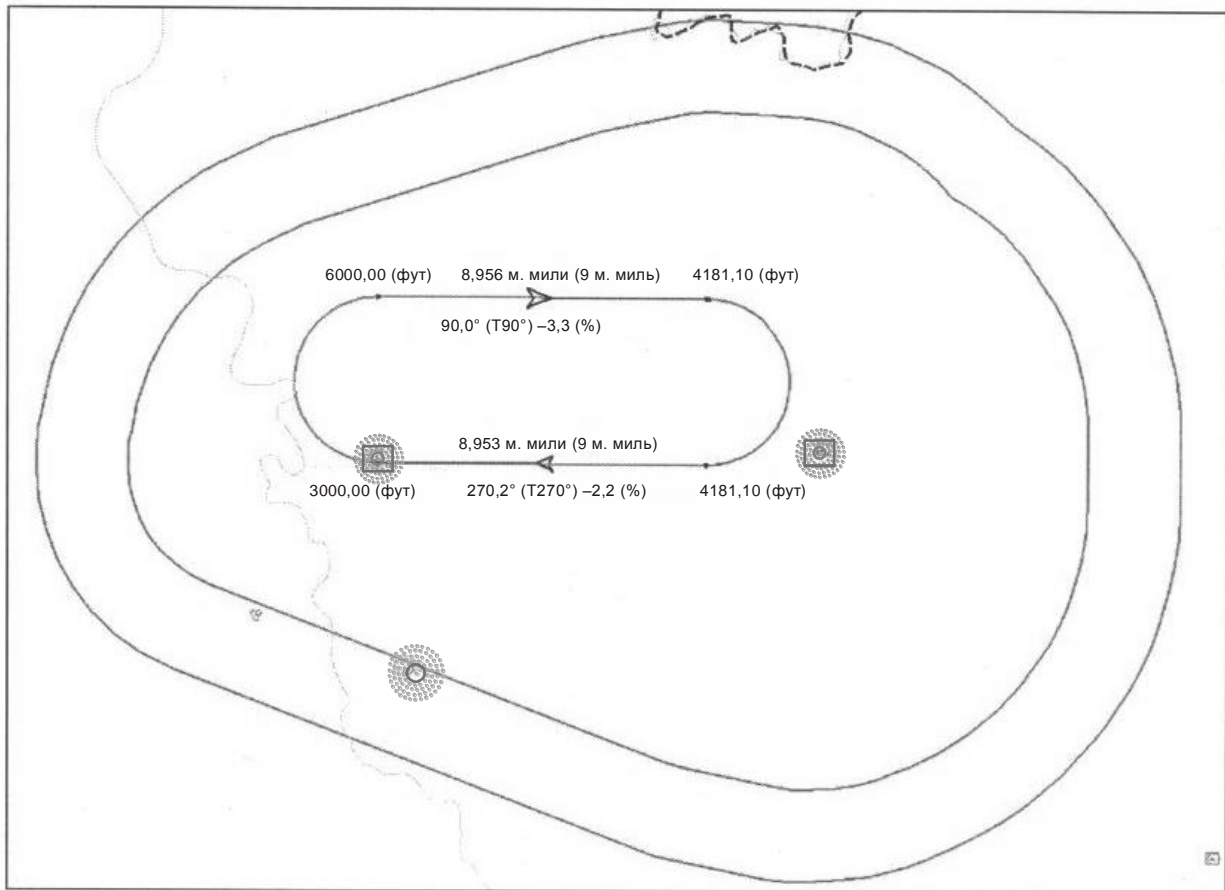 6000,00 (фут) 8,956 м. мили (9 м. миль) 4181,10 (фут)
90,0° (T90°) –3,3 (%)
8,953 м. мили (9 м. миль)
3000,00 (фут) 270,2° (T270°) –2,2 (%) 4181,10 (фут)